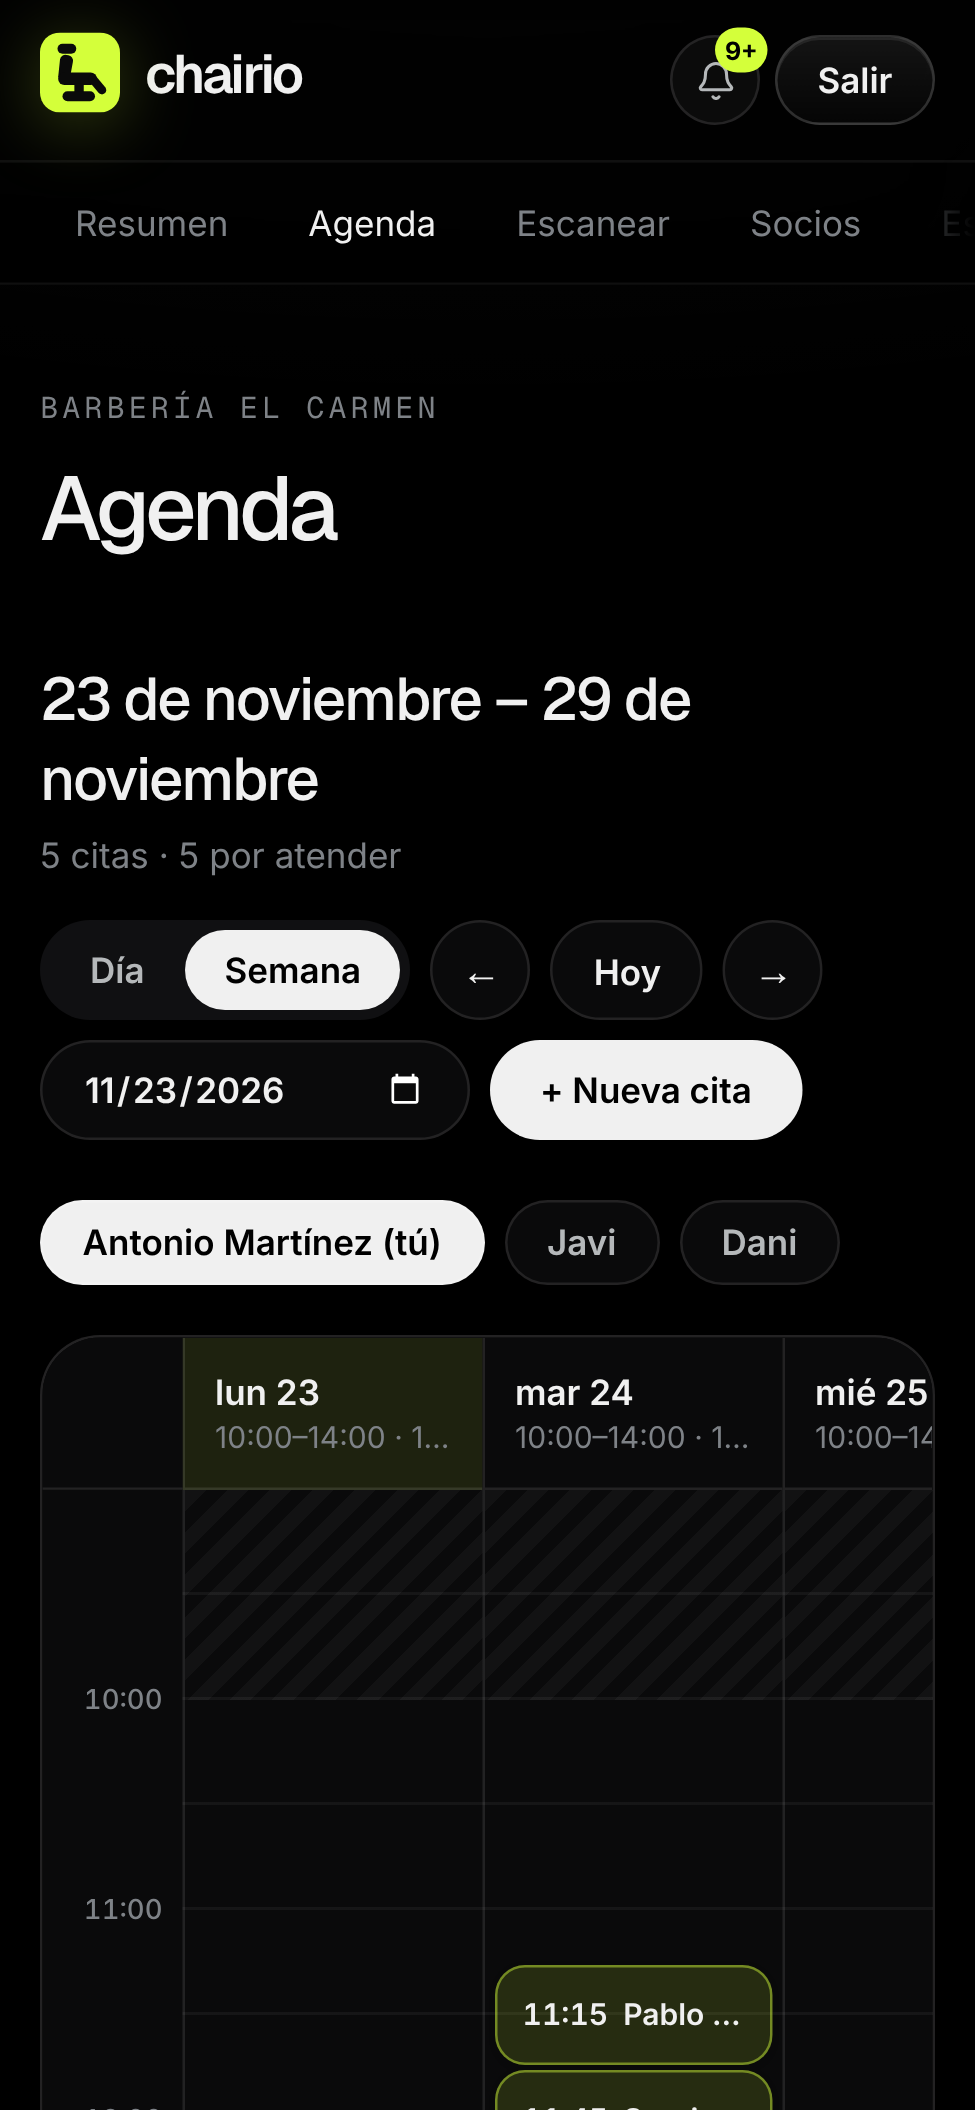 chairio
9+
Salir
Resumen Agenda Escanear Socios
BARBERÍA EL CARMEN
Agenda
23 de noviembre – 29 de
noviembre
5 citas · 5 por atender
Día Semana ← Hoy →
11/23/2026 + Nueva cita
Antonio Martínez (tú) Javi Dani
lun 23 mar 24 mié 25
10:00–14:00 · 1... 10:00–14:00 · 1... 10:00–14
10:00
11:00
11:15 Pablo ...